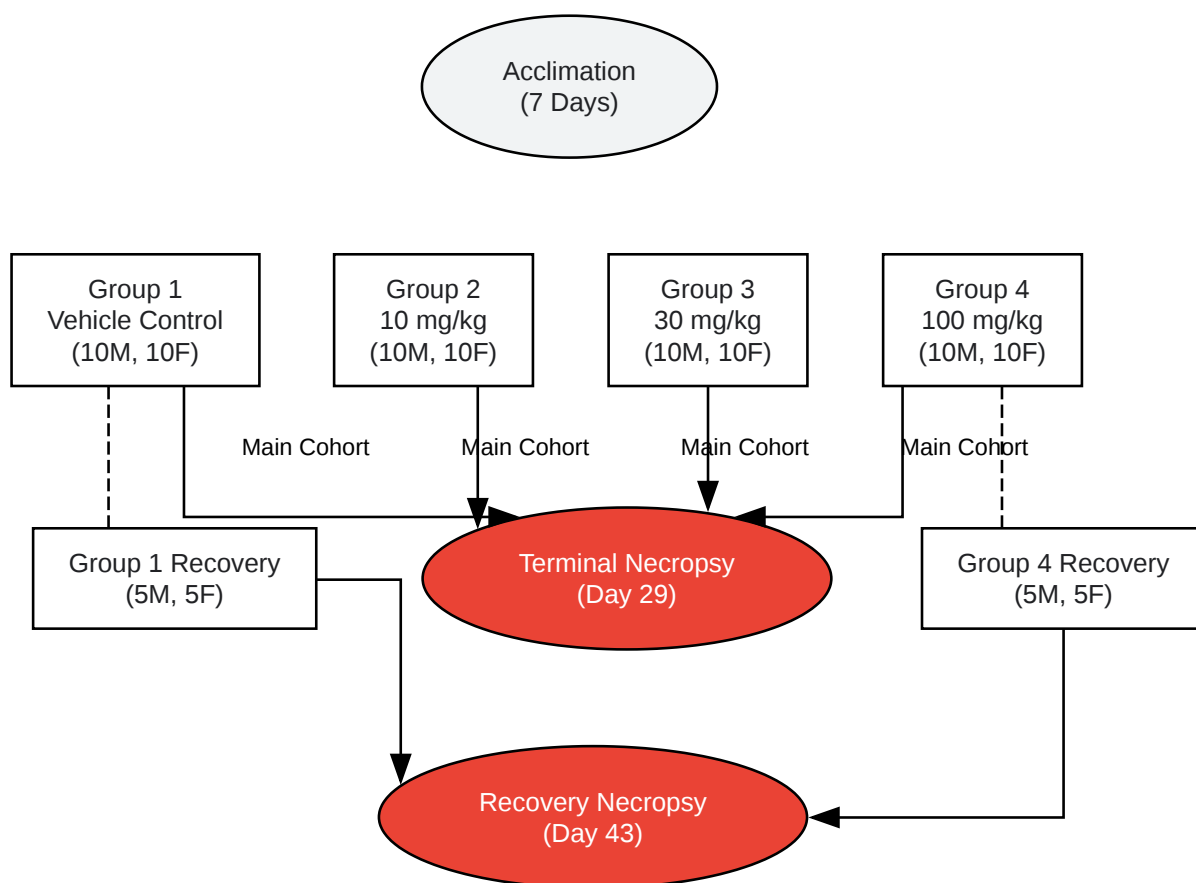 Acclimation
(7 Days)
Group 1
Vehicle Control
(10M, 10F)
Group 2
10 mg/kg
(10M, 10F)
Group 3
30 mg/kg
(10M, 10F)
Group 4
100 mg/kg
(10M, 10F)
Main Cohort
Main Cohort
Main Cohort
Main Cohort
Group 1 Recovery
(5M, 5F)
Terminal Necropsy
(Day 29)
Group 4 Recovery
(5M, 5F)
Recovery Necropsy
(Day 43)